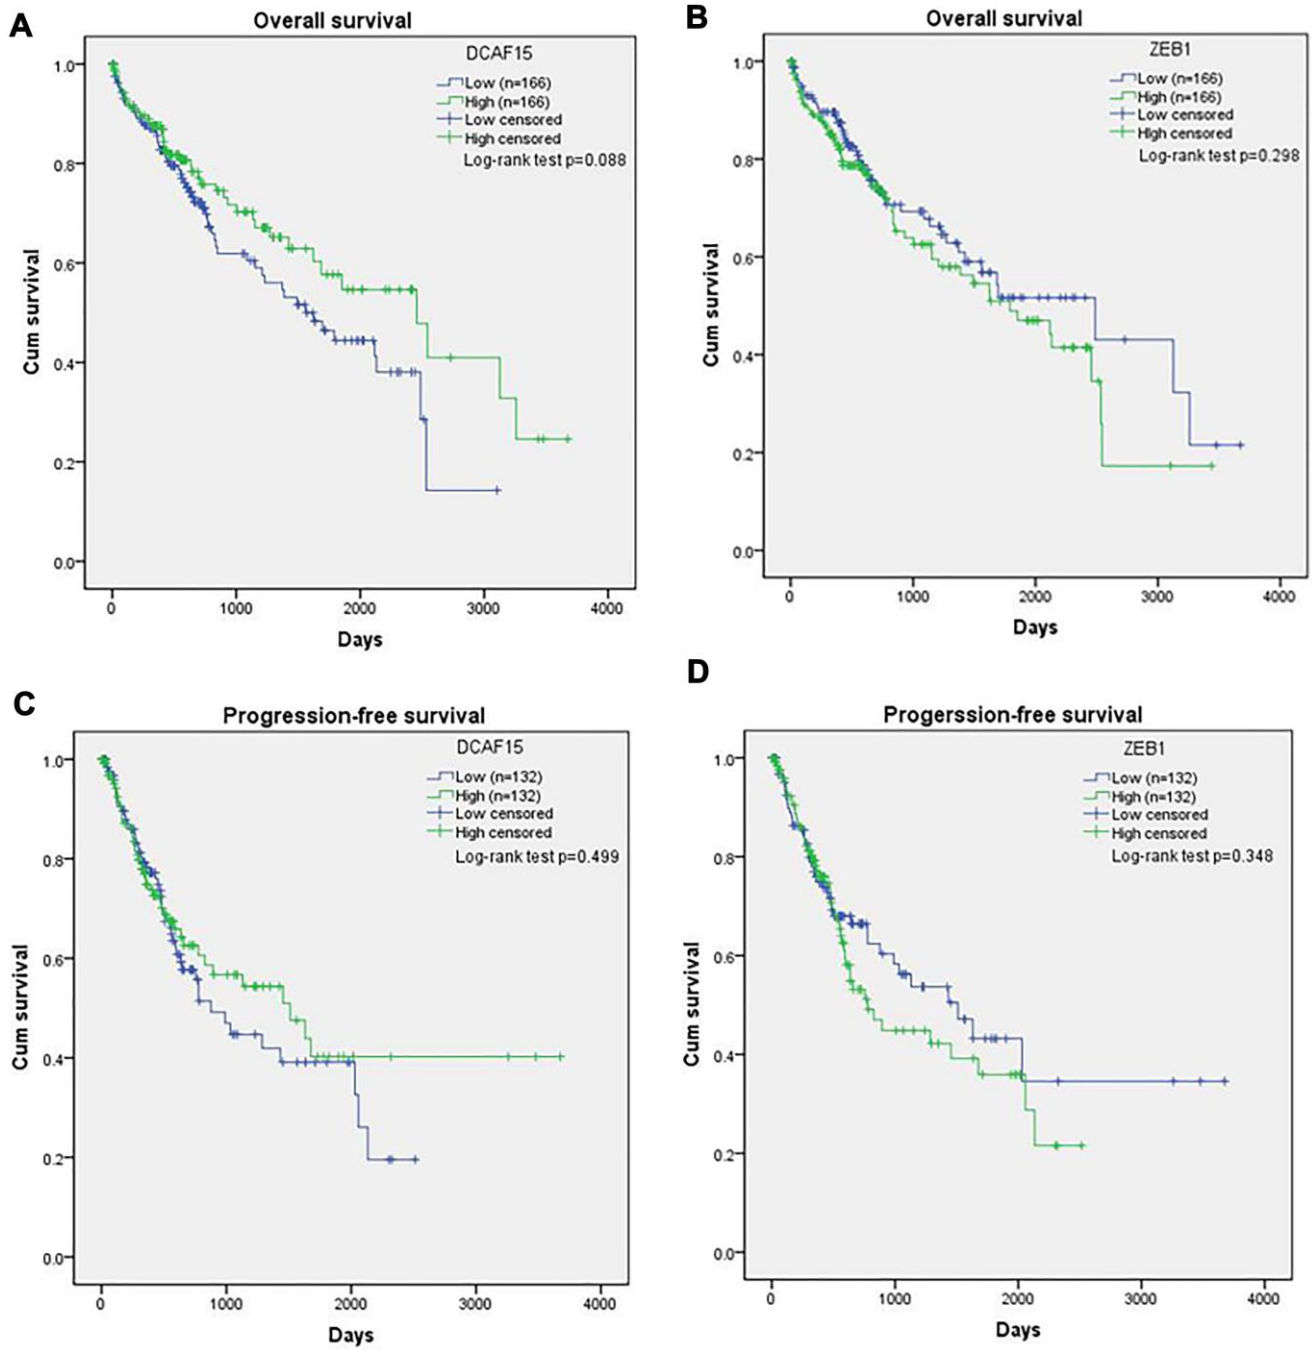 A
Overall survival
DCAF15
Low (n=166)
High (n=166)
Low censored
High censored
Log-rank test p=0.088
1.0
0.8
0.6
0.4
0.2
0.0
Cum survival
0 1000 2000 3000 4000
Days
B
Overall survival
ZEB1
Low (n=166)
High (n=166)
Low censored
HIgh censored
Log-rank test p=0.298
1.0
0.8
0.6
0.4
0.2
0.0
Cum survival
0 1000 2000 3000 4000
Days
C
Progression-free survival
DCAF15
Low (n=132)
High (n=132)
Low censored
High censored
Log-rank test p=0.499
1.0
0.8
0.6
0.4
0.2
0.0
Cum survival
0 1000 2000 3000 4000
Days
D
Progerssion-free survival
ZEB1
Low (n=132)
High (n=132)
Low censored
High censored
Log-rank test p=0.348
1.0
0.8
0.6
0.4
0.2
0.0
Cum survival
0 1000 2000 3000 4000
Days